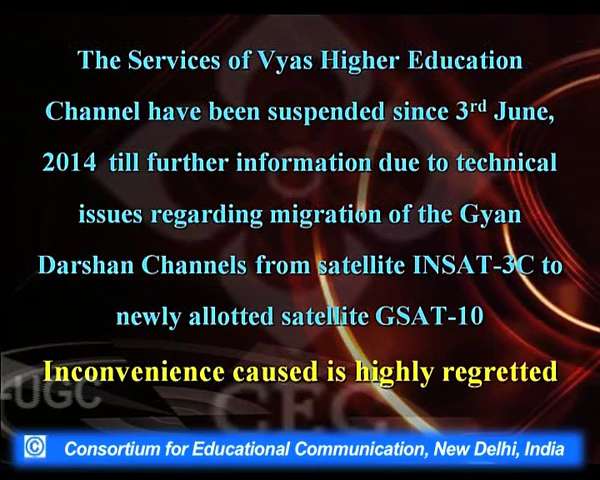 The Services of Vyas Higher Education
Channel have been suspended since 3rd June,
2014 till further information due to technical
issues regarding migration of the Gyan
Darshan Channels from satellite INSAT-3C to
newly allotted satellite GSAT-10
Inconvenience caused is highly regretted
-UGC
CEC
© Consortium for Educational Communication, New Delhi, India